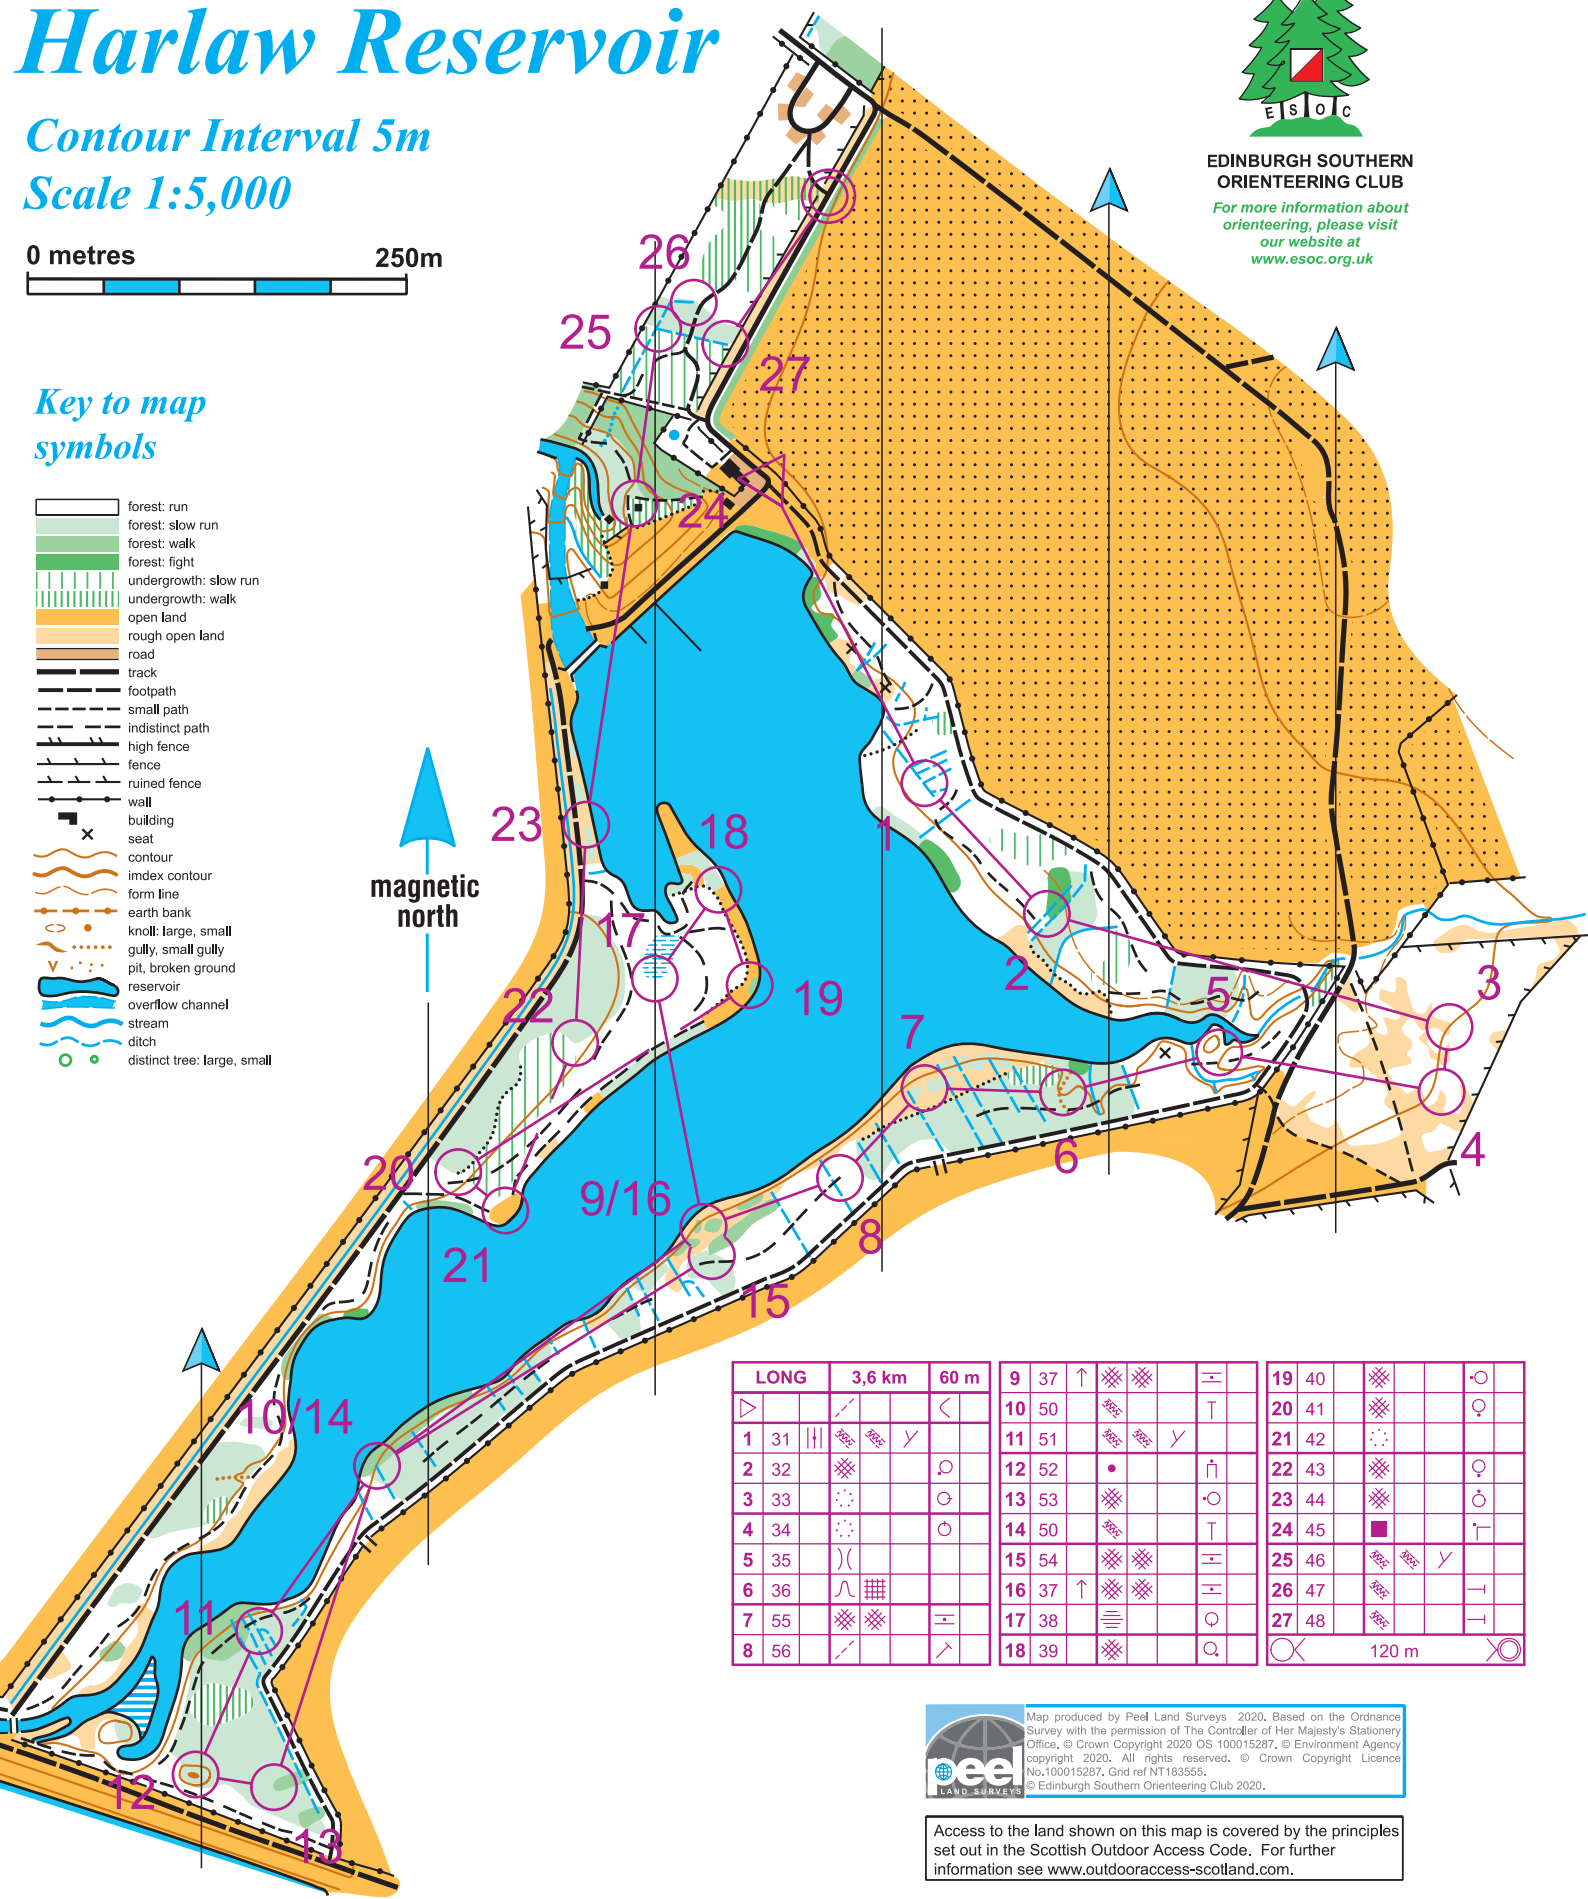 Harlaw Reservoir
Contour Interval 5m
Scale 1:5,000
0 metres 250m
E S O C
EDINBURGH SOUTHERN
ORIENTEERING CLUB
For more information about
orienteering, please visit
our website at
www.esoc.org.uk
Key to map
symbols
forest: run
forest: slow run
forest: walk
forest: fight
undergrowth: slow run
undergrowth: walk
open land
rough open land
road
track
footpath
small path
indistinct path
high fence
fence
ruined fence
wall
building
seat
contour
imdex contour
form line
earth bank
knoll: large, small
gully, small gully
pit, broken ground
reservoir
overflow channel
stream
ditch
distinct tree: large, small
magnetic
north
26
25
27
24
23
18
1
17
2
3
5
19
22
7
20
9/16
6
4
21
8
15
10/14
11
12
13
LONG 3,6 km 60 m
1 31
2 32
3 33
4 34
5 35
6 36
7 55
8 56
9 37
10 50
11 51
12 52
13 53
14 50
15 54
16 37
17 38
18 39
19 40
20 41
21 42
22 43
23 44
24 45
25 46
26 47
27 48
120 m
peel
LAND SURVEYS
Map produced by Peel Land Surveys 2020. Based on the Ordnance
Survey with the permission of The Controller of Her Majesty's Stationery
Office, © Crown Copyright 2020 OS 100015287. © Environment Agency
copyright 2020. All rights reserved. © Crown Copyright Licence
No.100015287. Grid ref NT183555.
© Edinburgh Southern Orienteering Club 2020.
Access to the land shown on this map is covered by the principles
set out in the Scottish Outdoor Access Code. For further
information see www.outdooraccess-scotland.com.